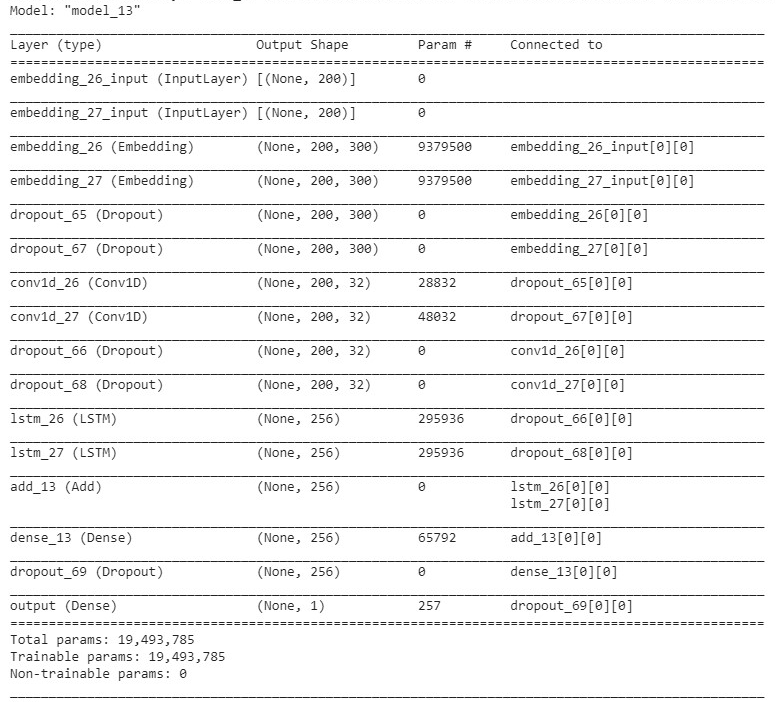 Model: "model_13"
Layer (type) Output Shape Param # Connected to
embedding_26_input (InputLayer) [(None, 200)] 0
embedding_27_input (InputLayer) [(None, 200)] 0
embedding_26 (Embedding) (None, 200, 300) 9379500 embedding_26_input[0][0]
embedding_27 (Embedding) (None, 200, 300) 9379500 embedding_27_input[0][0]
dropout_65 (Dropout) (None, 200, 300) 0 embedding_26[0][0]
dropout_67 (Dropout) (None, 200, 300) 0 embedding_27[0][0]
conv1d_26 (Conv1D) (None, 200, 32) 28832 dropout_65[0][0]
conv1d_27 (Conv1D) (None, 200, 32) 48032 dropout_67[0][0]
dropout_66 (Dropout) (None, 200, 32) 0 conv1d_26[0][0]
dropout_68 (Dropout) (None, 200, 32) 0 conv1d_27[0][0]
lstm_26 (LSTM) (None, 256) 295936 dropout_66[0][0]
lstm_27 (LSTM) (None, 256) 295936 dropout_68[0][0]
add_13 (Add) (None, 256) 0 lstm_26[0][0]
lstm_27[0][0]
dense_13 (Dense) (None, 256) 65792 add_13[0][0]
dropout_69 (Dropout) (None, 256) 0 dense_13[0][0]
output (Dense) (None, 1) 257 dropout_69[0][0]
Total params: 19,493,785
Trainable params: 19,493,785
Non-trainable params: 0